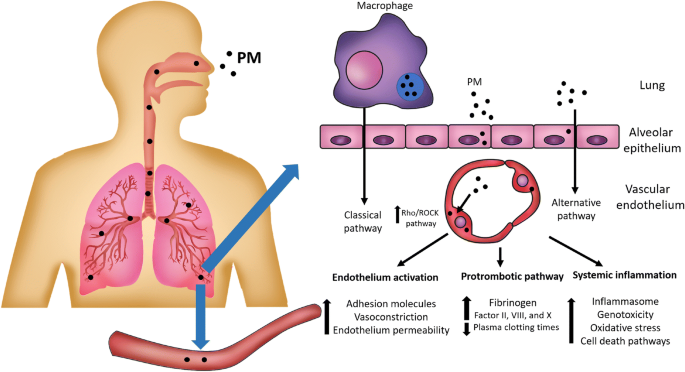 Macrophage
PM
PM
Lung
Alveolar
epithelium
Vascular
endothelium
Classical
pathway
Rho/ROCK
pathway
Alternative
pathway
Endothelium activation
Protrombotic pathway
Systemic inflammation
Adhesion molecules
Vasoconstriction
Endothelium permeability
Fibrinogen
Factor II, VIII, and X
Plasma clotting times
Inflammasome
Genotoxicity
Oxidative stress
Cell death pathways